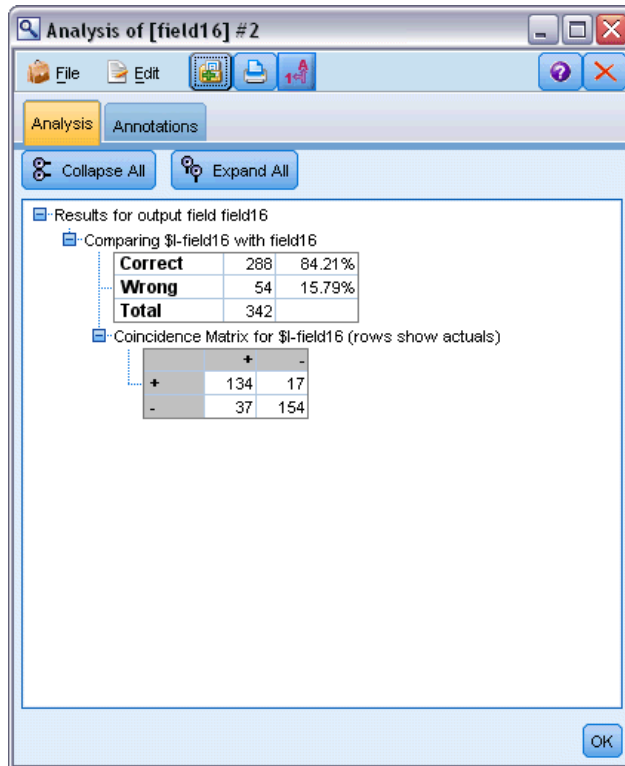 Analysis of [field16] #2
File Edit
Analysis Annotations
Collapse All Expand All
Results for output field field16
Comparing $I-field16 with field16
Correct 288 84.21%
Wrong 54 15.79%
Total 342
Coincidence Matrix for $I-field16 (rows show actuals)
+ -
+ 134 17
- 37 154
OK